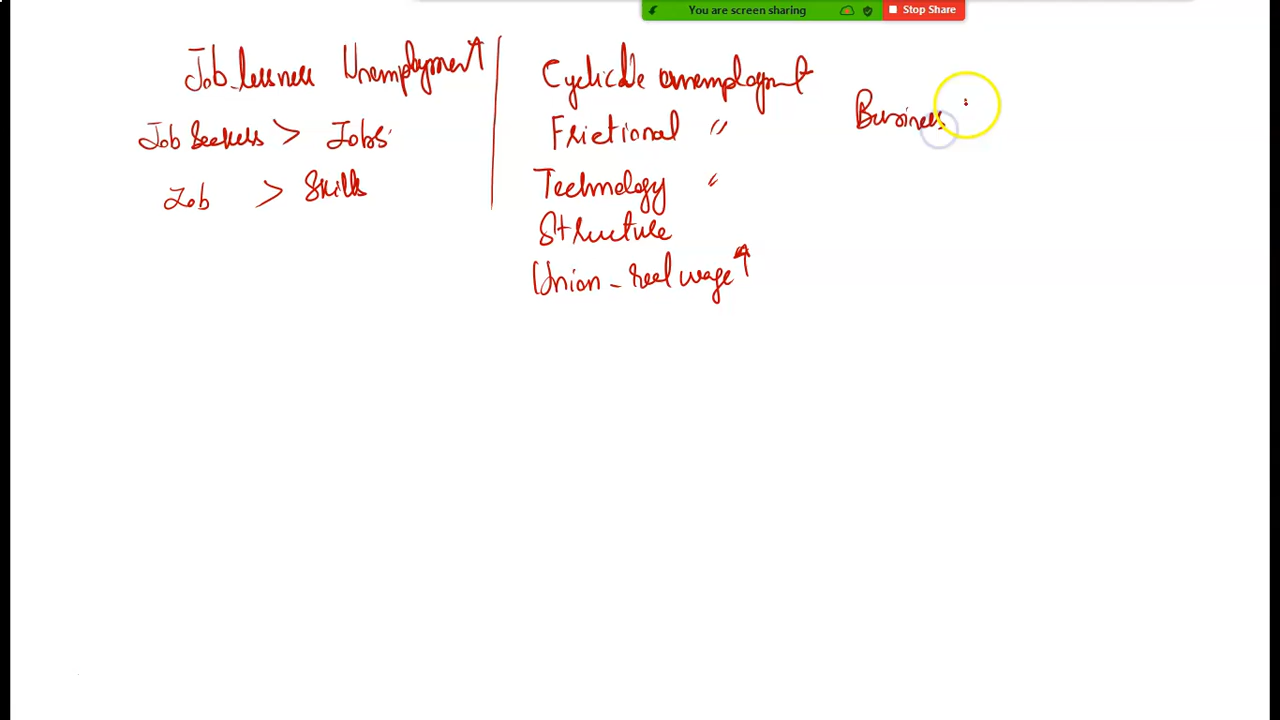 You are screen sharing Stop Share
Job-lessness Unemployment ↑
Job Seekers > Jobs
Job > Skills
Cyclicale unemployment
Frictional "
Technology "
Structure
Union - real wage ↑
Business